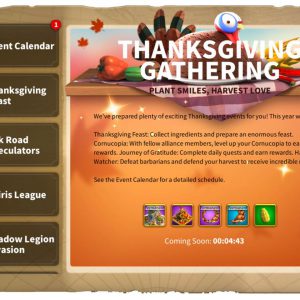 1
ent Calendar
anksgiving
ast
k Road
eculators
iris League
adow Legion
asion
THANKSGIVING
GATHERING
PLANT SMILES, HARVEST LOVE
We've prepared plenty of exciting Thanksgiving events for you! This year w
Thanksgiving Feast: Collect ingredients and prepare an enormous feast.
Cornucopia: With fellow alliance members, level up your Cornucopia to ea
rewards. Journey of Gratitude: Complete daily quests and earn rewards. Ha
Watcher: Defeat barbarians and defend your harvest to receive incredible
See the Event Calendar for a detailed schedule.
Coming Soon: 00:04:43